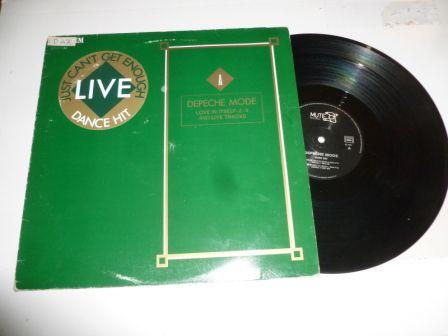 JUST CAN'T GET ENOUGH
LIVE
DANCE HIT
A
DEPECHE MODE
LOVE IN ITSELF·2·3
AND LIVE TRACKS
MUTE
DEPECHE MODE
A